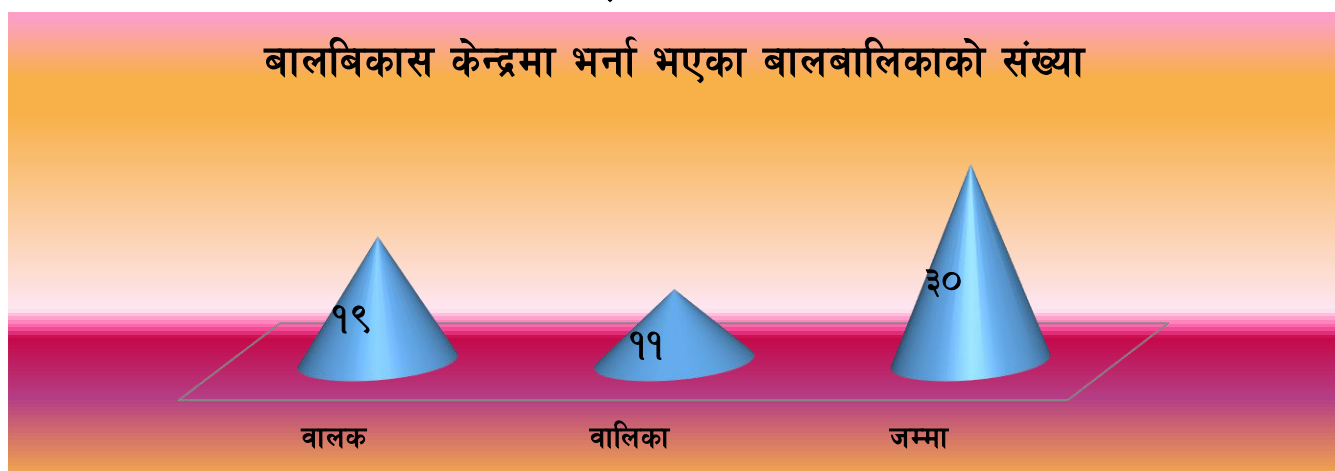 बालबिकास केन्द्रमा भर्ना भएका बालबालिकाको संख्या
१९
११
३०
वालक
वालिका
जम्मा